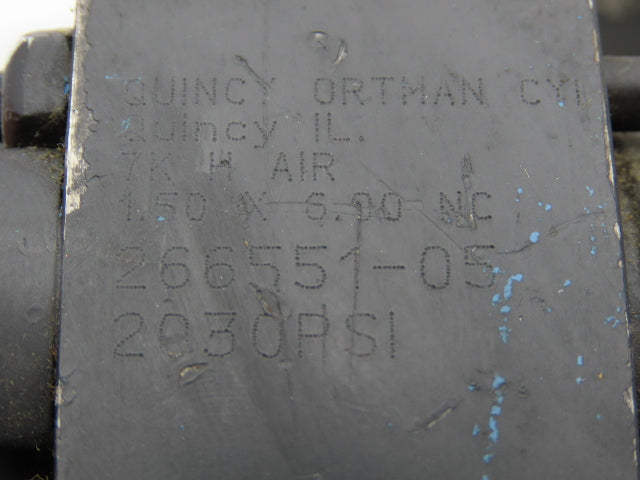 QUINCY ORTMAN CYL
Quincy IL.
7K H AIR
1.50 X 6.00 NC
266551-05
2030PSI